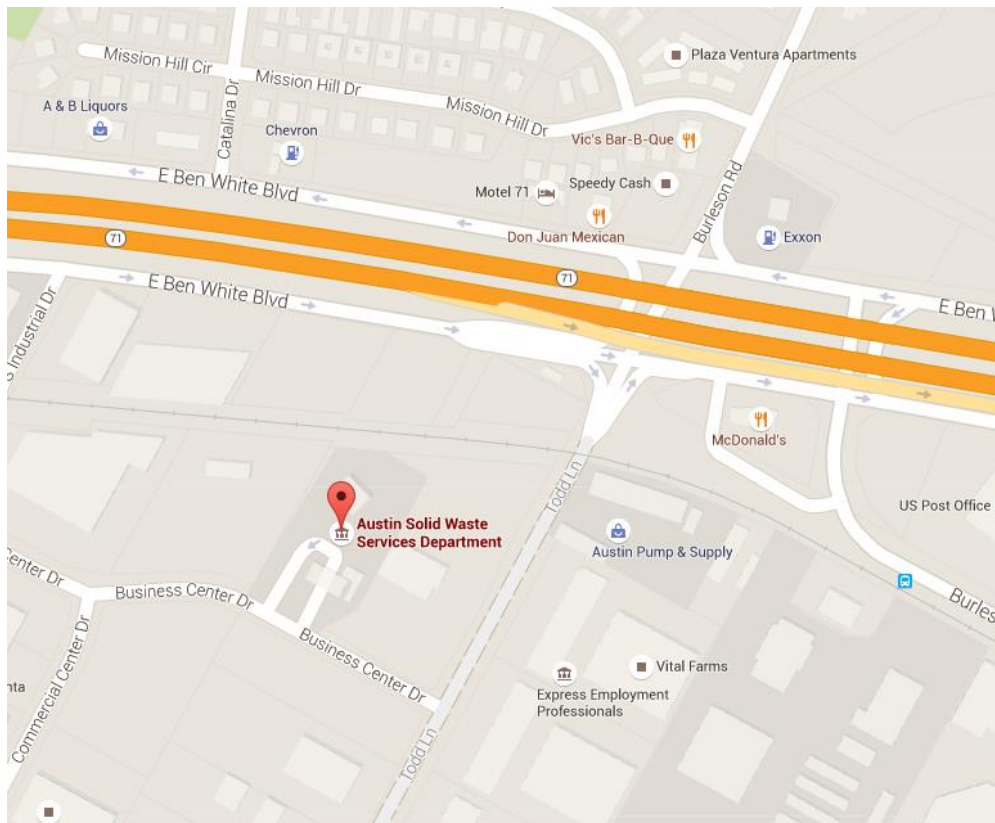 Plaza Ventura Apartments
Mission Hill Cir
Mission Hill Dr
Mission Hill Dr
A & B Liquors
Catalina Dr
Chevron
Vic's Bar-B-Que
E Ben White Blvd
Motel 71
Speedy Cash
Burleson Rd
Don Juan Mexican
Exxon
71
71
E Ben White Blvd
E Ben W
Industrial Dr
McDonald's
Todd Ln
US Post Office
Austin Solid Waste
Services Department
Austin Pump & Supply
Center Dr
Business Center Dr
Burles
Business Center Dr
Commercial Center Dr
Vital Farms
Express Employment
Professionals
nta
Todd Ln